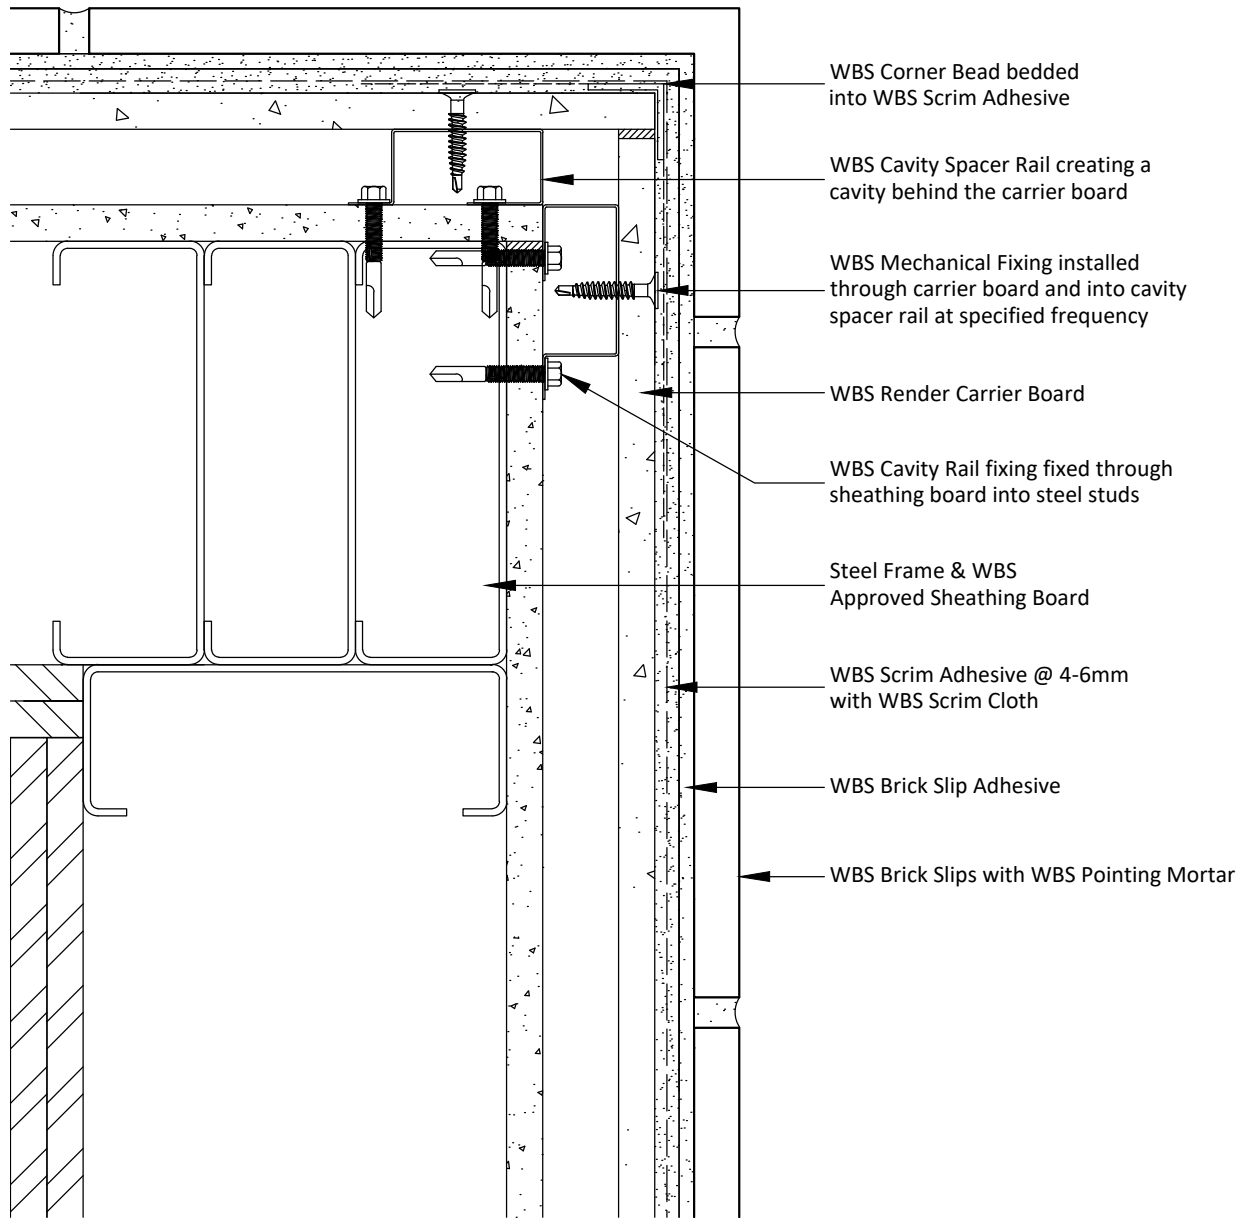 WBS Corner Bead bedded
into WBS Scrim Adhesive
WBS Cavity Spacer Rail creating a
cavity behind the carrier board
WBS Mechanical Fixing installed
through carrier board and into cavity
spacer rail at specified frequency
WBS Render Carrier Board
WBS Cavity Rail fixing fixed through
sheathing board into steel studs
Steel Frame & WBS
Approved Sheathing Board
WBS Scrim Adhesive @ 4-6mm
with WBS Scrim Cloth
WBS Brick Slip Adhesive
WBS Brick Slips with WBS Pointing Mortar